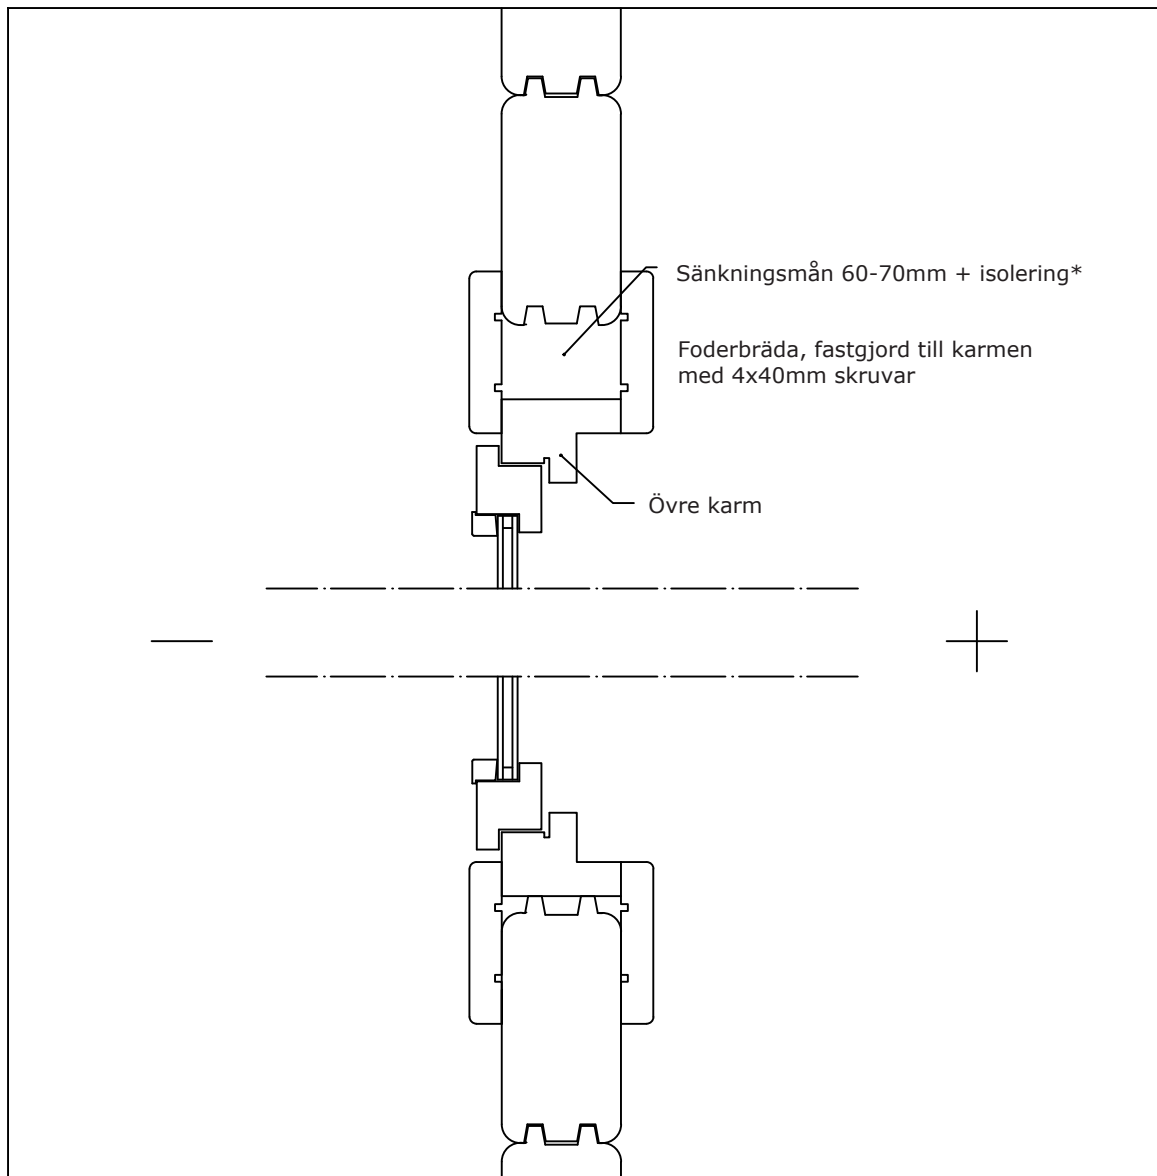 Sänkningsmån 60-70mm + isolering*
Foderbräda, fastgjord till karmen
med 4x40mm skruvar
Övre karm